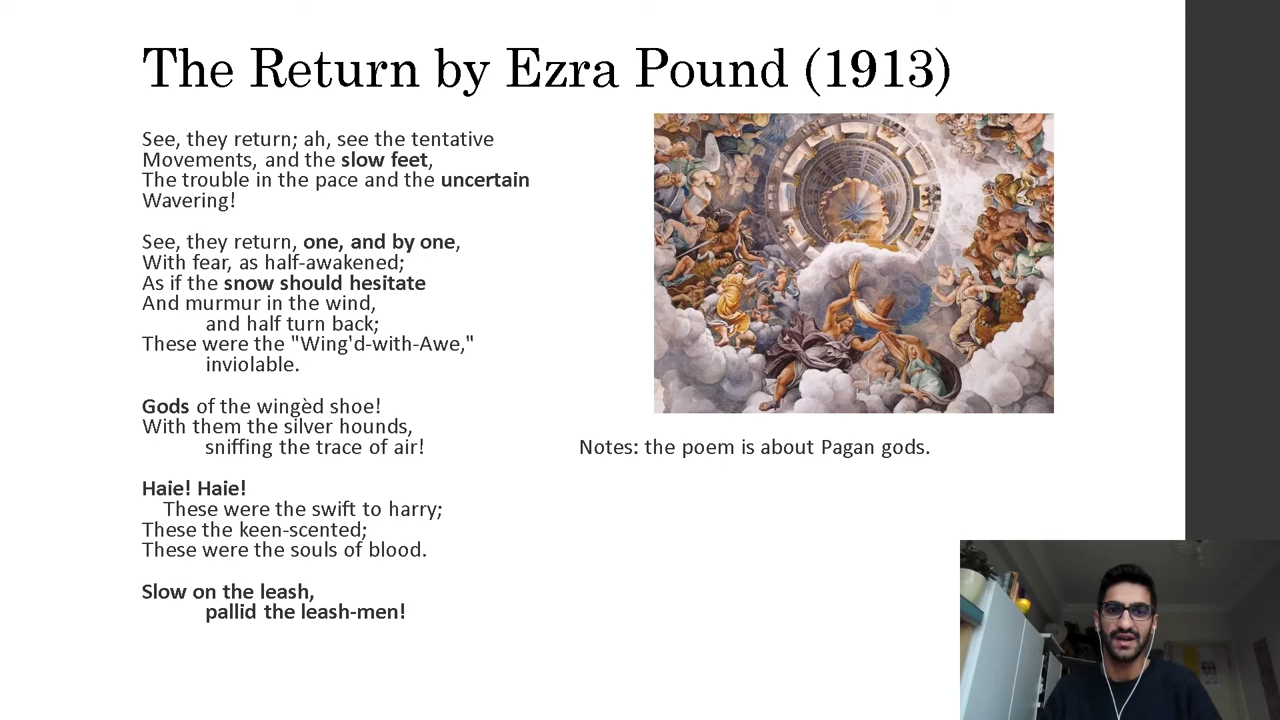 The Return by Ezra Pound (1913)
See, they return; ah, see the tentative
Movements, and the slow feet,
The trouble in the pace and the uncertain
Wavering!
See, they return, one, and by one,
With fear, as half-awakened;
As if the snow should hesitate
And murmur in the wind,
and half turn back;
These were the "Wing'd-with-Awe,"
inviolable.
Gods of the wingèd shoe!
With them the silver hounds,
sniffing the trace of air!
Haie! Haie!
These were the swift to harry;
These the keen-scented;
These were the souls of blood.
Slow on the leash,
pallid the leash-men!
Notes: the poem is about Pagan gods.